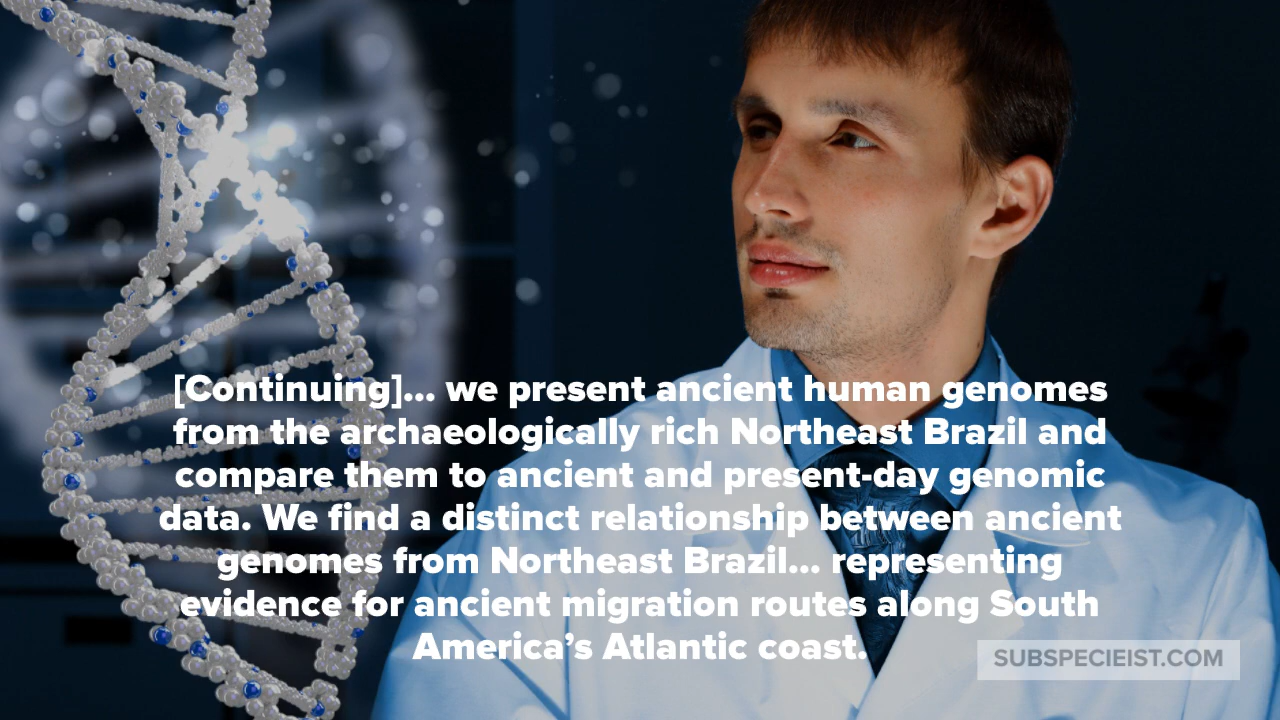 [Continuing]... we present ancient human genomes
from the archaeologically rich Northeast Brazil and
compare them to ancient and present-day genomic
data. We find a distinct relationship between ancient
genomes from Northeast Brazil... representing
evidence for ancient migration routes along South
America’s Atlantic coast.
SUBSPECIEIST.COM